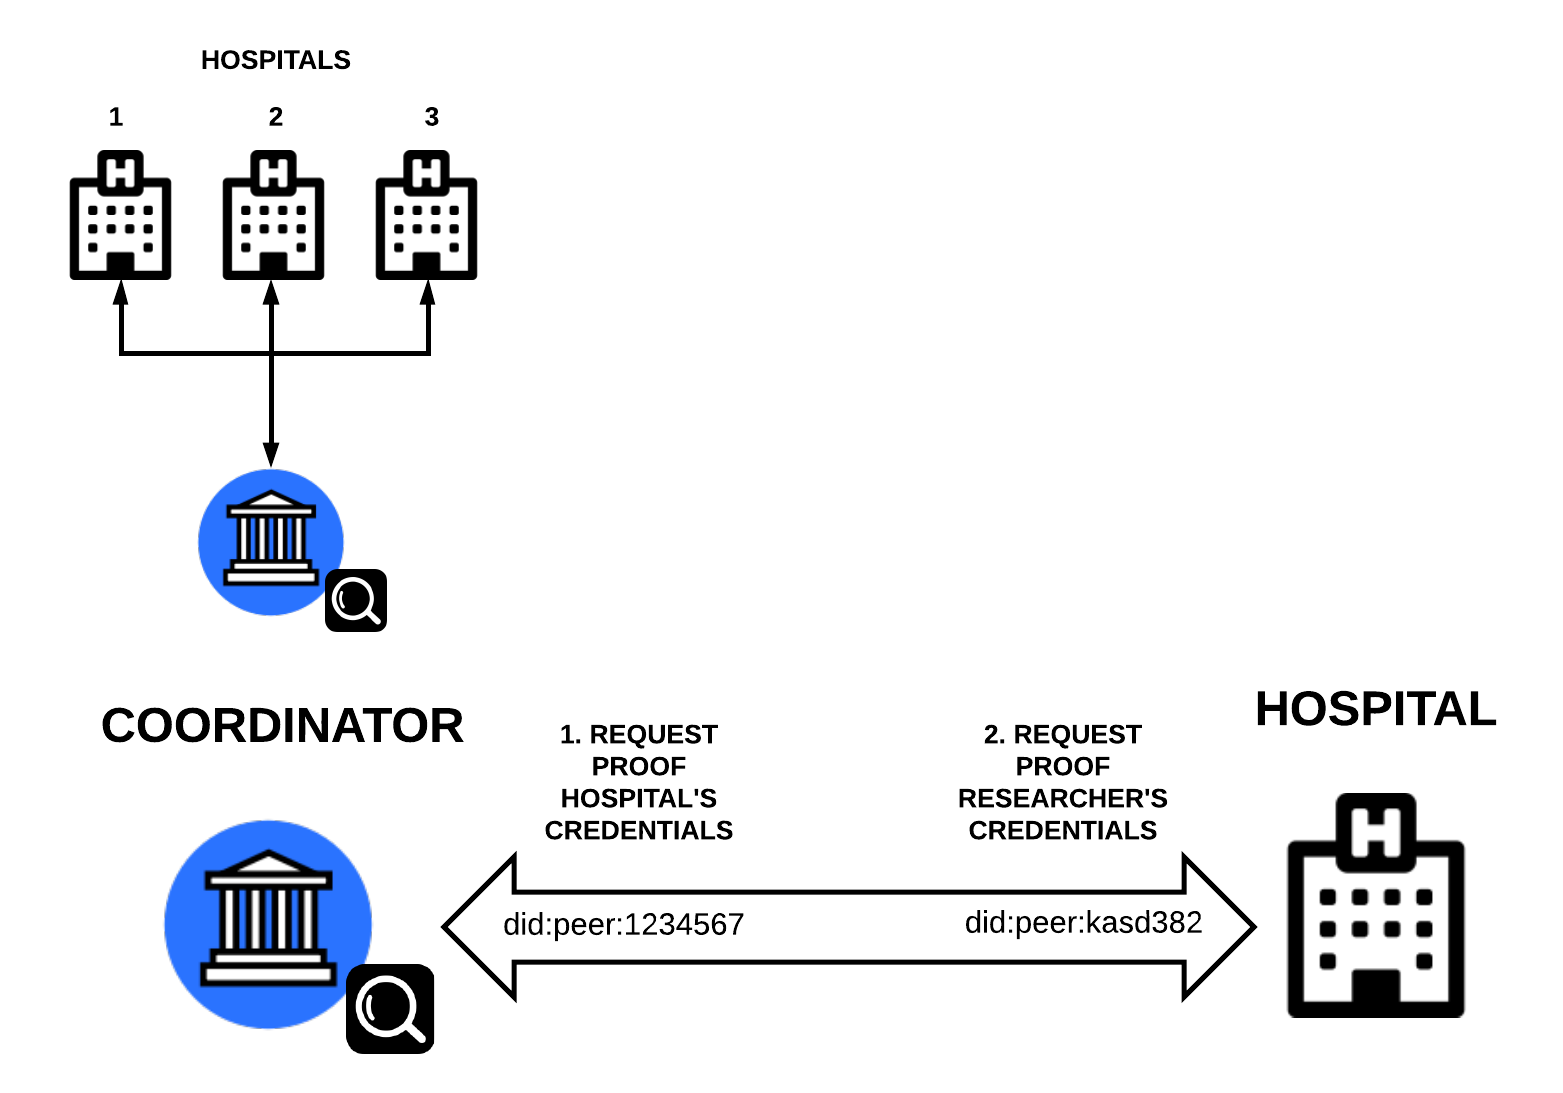 HOSPITALS
1
2
3
COORDINATOR
HOSPITAL
1. REQUEST
PROOF
HOSPITAL'S
CREDENTIALS
2. REQUEST
PROOF
RESEARCHER'S
CREDENTIALS
did:peer:1234567
did:peer:kasd382